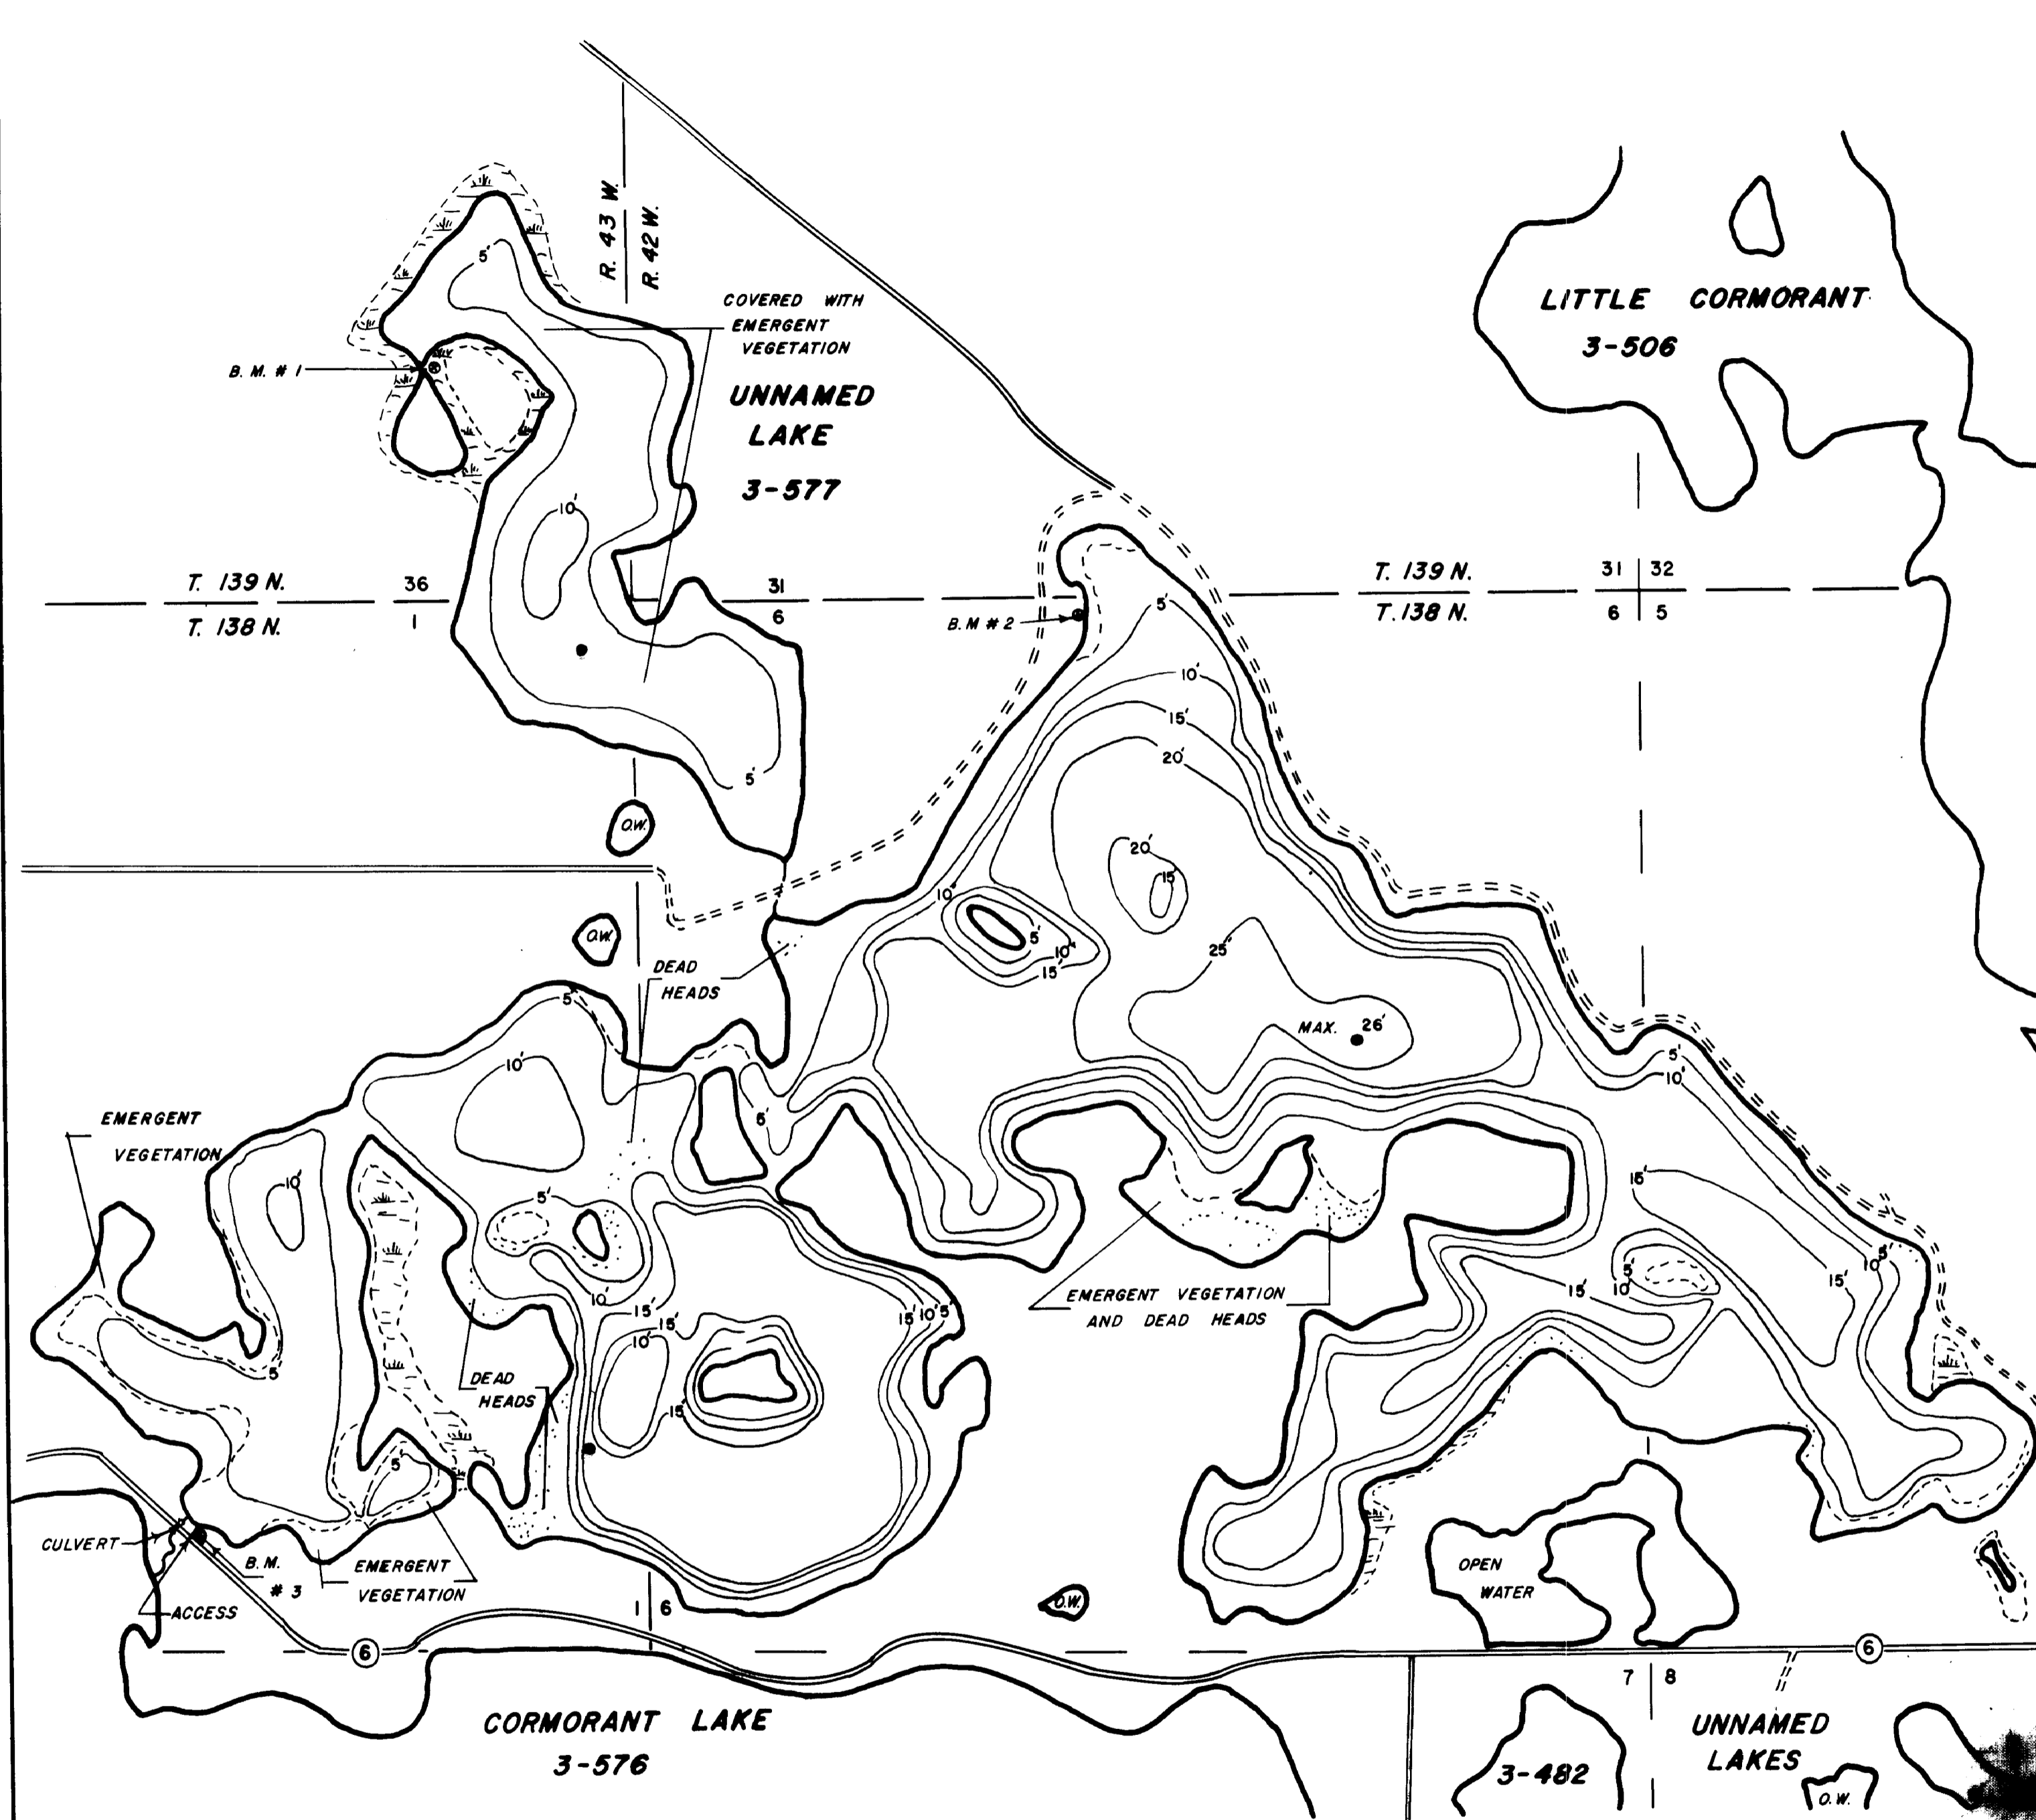 R. 43 W.
R. 42 W.
5'
COVERED WITH
EMERGENT
VEGETATION
B. M. # 1
UNNAMED
LAKE
3-577
LITTLE CORMORANT
3-506
10'
T. 139 N.
36
31
T. 138 N.
1
6
T. 139 N.
31
32
T. 138 N.
6
5
B. M # 2
5'
10'
15'
20'
5'
O.W.
20'
15'
10'
5'
10'
15'
25'
O.W.
DEAD
HEADS
MAX. 26'
5'
10'
5'
5'
10'
EMERGENT
VEGETATION
10'
5'
15'
5'
10'
5'
10'
15'
15'
10'
15'
15'
10'
5'
15'
15'
10'
5'
EMERGENT VEGETATION
AND DEAD HEADS
5
DEAD
HEADS
15'
5'
CULVERT
B. M.
# 3
ACCESS
EMERGENT
VEGETATION
OPEN
WATER
O.W.
1
6
6
6
CORMORANT LAKE
3-576
7
8
UNNAMED
LAKES
3-482
O. W.